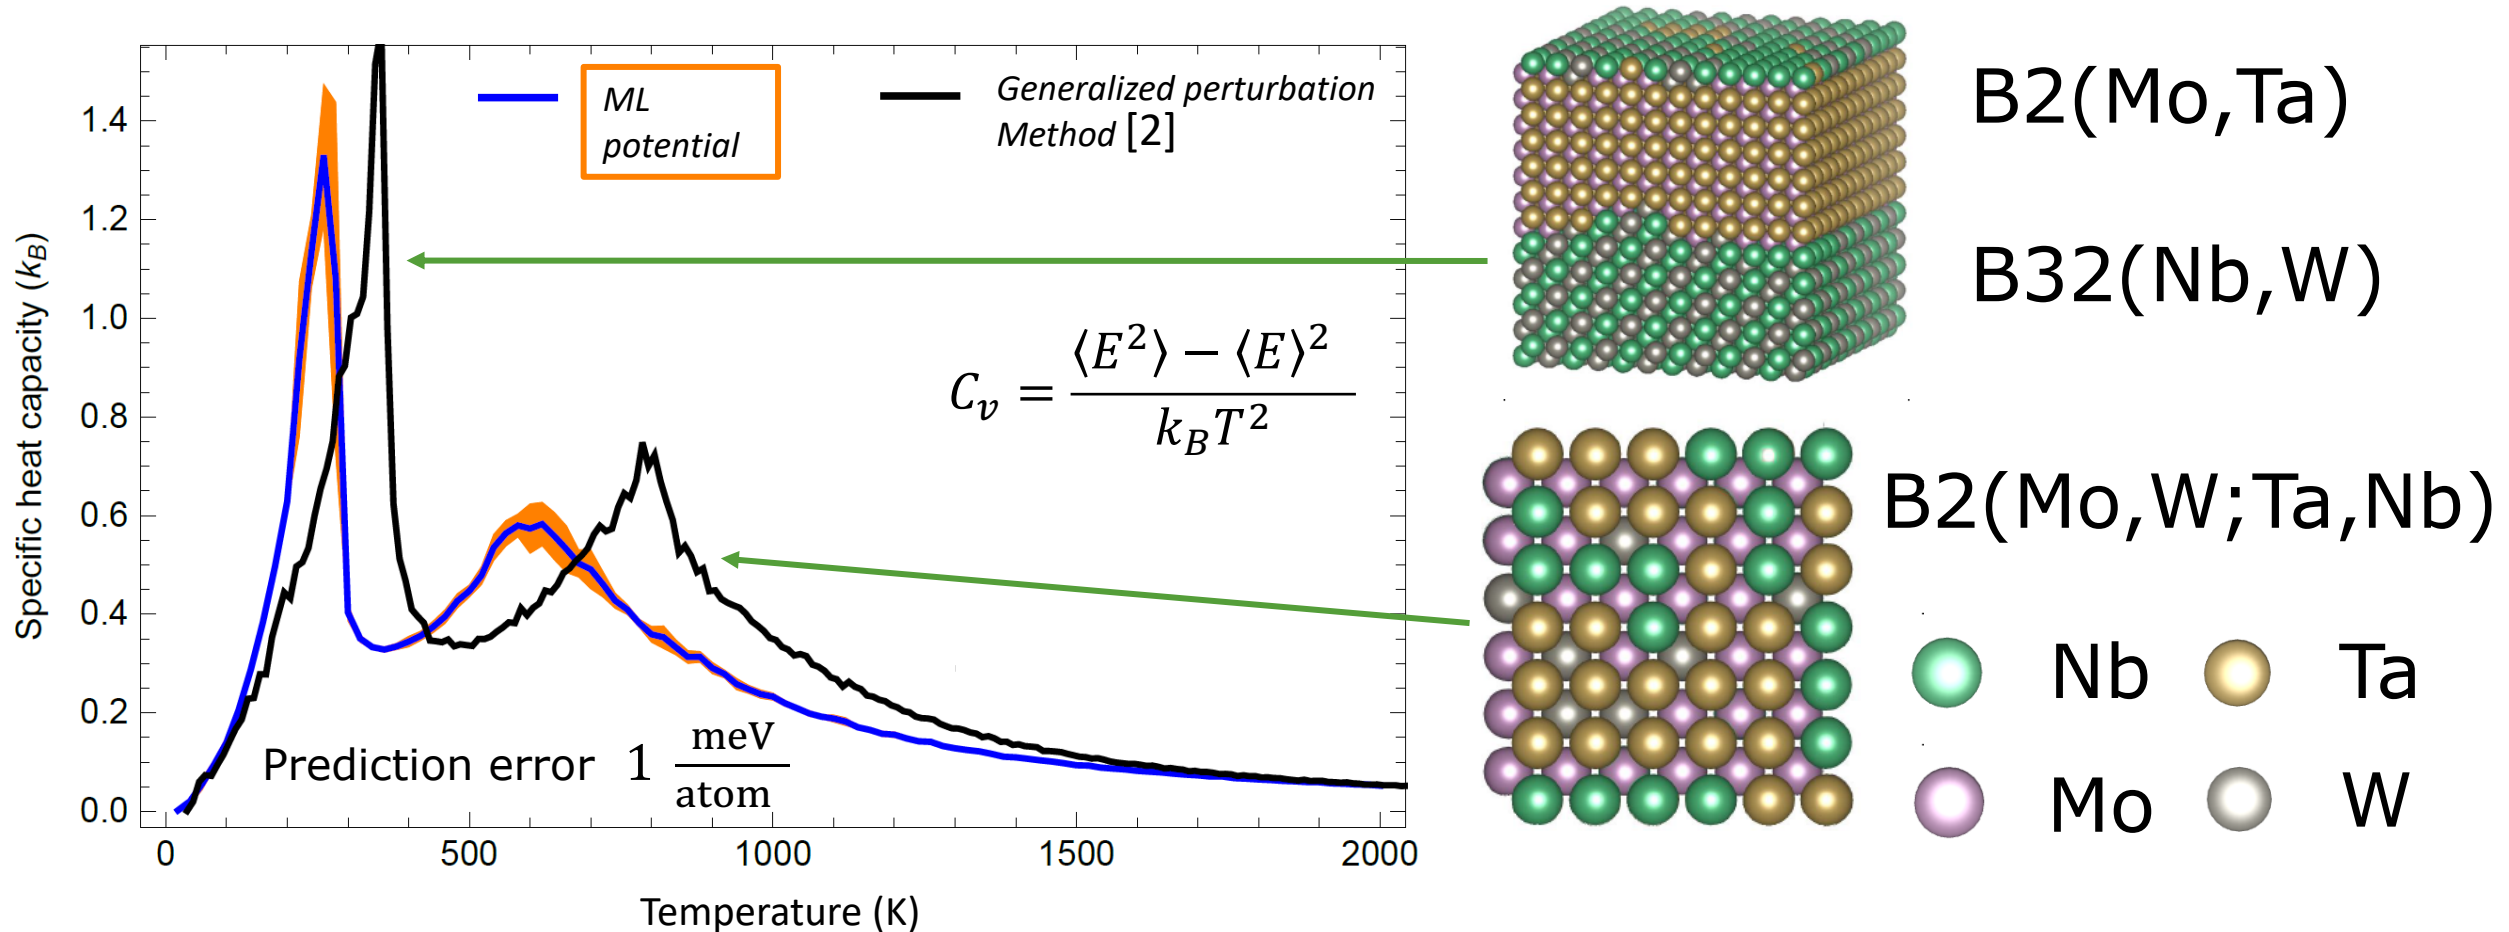 Specific heat capacity (k_B)
1.4
1.2
1.0
0.8
0.6
0.4
0.2
0.0
0
500
1000
1500
2000
Temperature (K)
ML
potential
Generalized perturbation
Method [2]
C_v = (⟨E²⟩ − ⟨E⟩²) / (k_B T²)
Prediction error 1 meV/atom
B2(Mo,Ta)
B32(Nb,W)
B2(Mo,W;Ta,Nb)
Nb
Ta
Mo
W